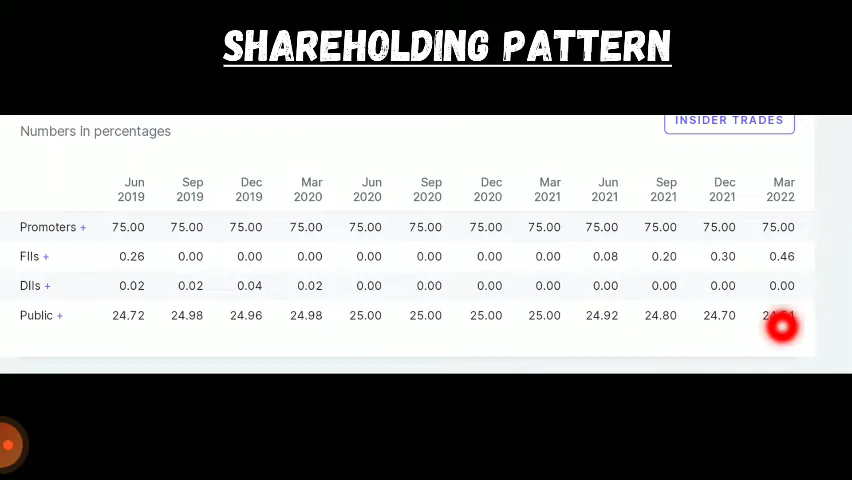 SHAREHOLDING PATTERN
INSIDER TRADES
Numbers in percentages
Jun Sep Dec Mar Jun Sep Dec Mar Jun Sep Dec Mar
2019 2019 2019 2020 2020 2020 2020 2021 2021 2021 2021 2022
Promoters + 75.00 75.00 75.00 75.00 75.00 75.00 75.00 75.00 75.00 75.00 75.00 75.00
FIIs + 0.26 0.00 0.00 0.00 0.00 0.00 0.00 0.00 0.08 0.20 0.30 0.46
DIIs + 0.02 0.02 0.04 0.02 0.00 0.00 0.00 0.00 0.00 0.00 0.00 0.00
Public + 24.72 24.98 24.96 24.98 25.00 25.00 25.00 25.00 24.92 24.80 24.70